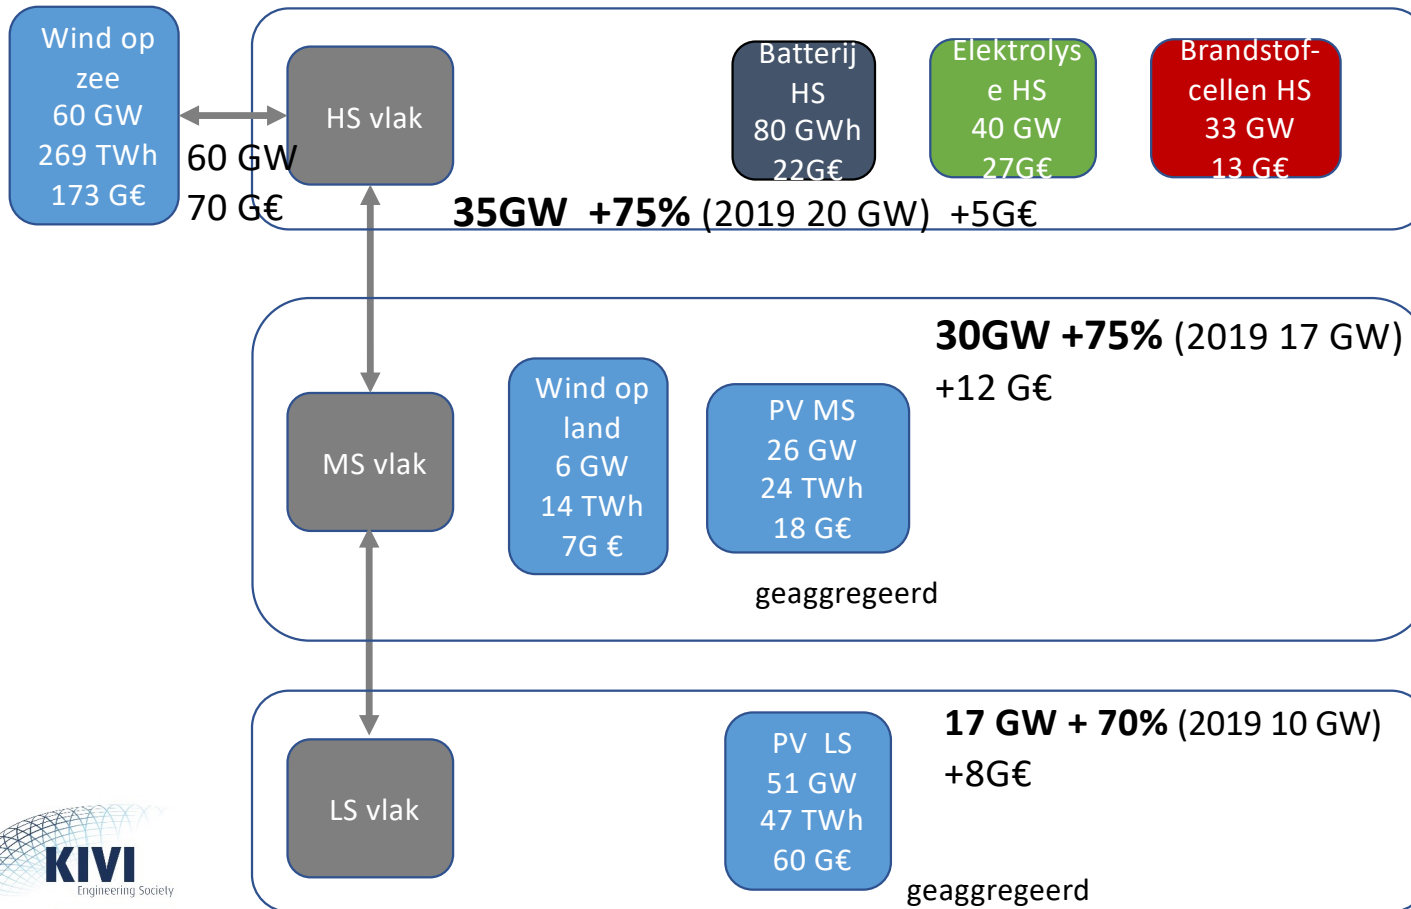 Wind op
zee
60 GW
269 TWh
173 G€
60 GW
70 G€
HS vlak
Batterij
HS
80 GWh
22G€
Elektrolys
e HS
40 GW
27G€
Brandstof-
cellen HS
33 GW
13 G€
35GW +75% (2019 20 GW) +5G€
30GW +75% (2019 17 GW)
+12 G€
MS vlak
Wind op
land
6 GW
14 TWh
7G €
PV MS
26 GW
24 TWh
18 G€
geaggregeerd
LS vlak
PV LS
51 GW
47 TWh
60 G€
17 GW + 70% (2019 10 GW)
+8G€
geaggregeerd
KIVI
Engineering Society